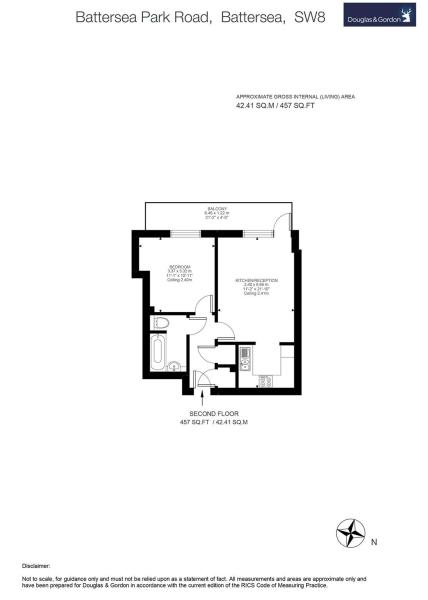 Battersea Park Road, Battersea, SW8
Douglas & Gordon
APPROXIMATE GROSS INTERNAL (LIVING) AREA
42.41 SQ.M / 457 SQ.FT
BALCONY
6.45 x 1.22 m
21'-2" x 4'-0"
BEDROOM
3.37 x 3.32 m
11'-1" x 10'-11"
Ceiling 2.40m
KITCHEN/RECEPTION
3.40 x 6.66 m
11'-2" x 21'-10"
Ceiling 2.41m
SECOND FLOOR
457 SQ.FT / 42.41 SQ.M
N
Disclaimer:
Not to scale, for guidance only and must not be relied upon as a statement of fact. All measurements and areas are approximate only and
have been prepared for Douglas & Gordon in accordance with the current edition of the RICS Code of Measuring Practice.